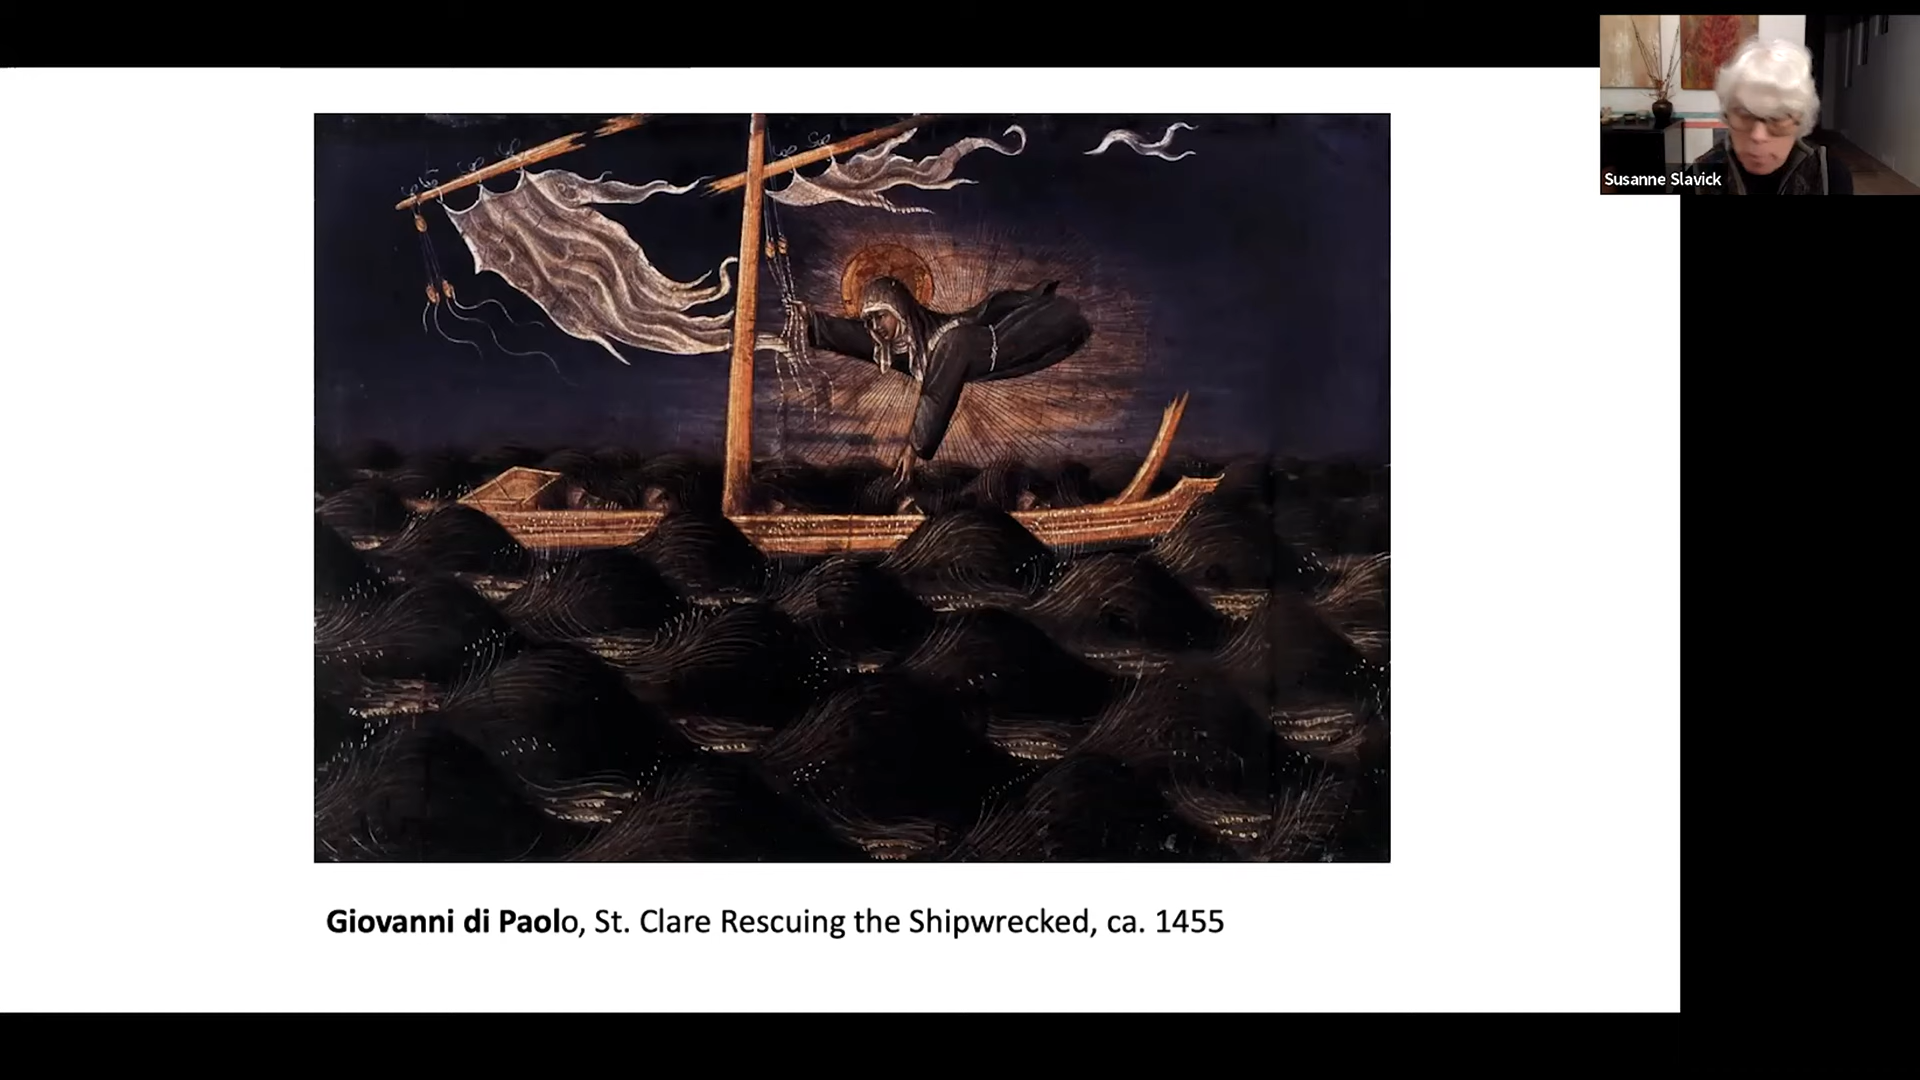 Susanne Slavick
Giovanni di Paolo, St. Clare Rescuing the Shipwrecked, ca. 1455